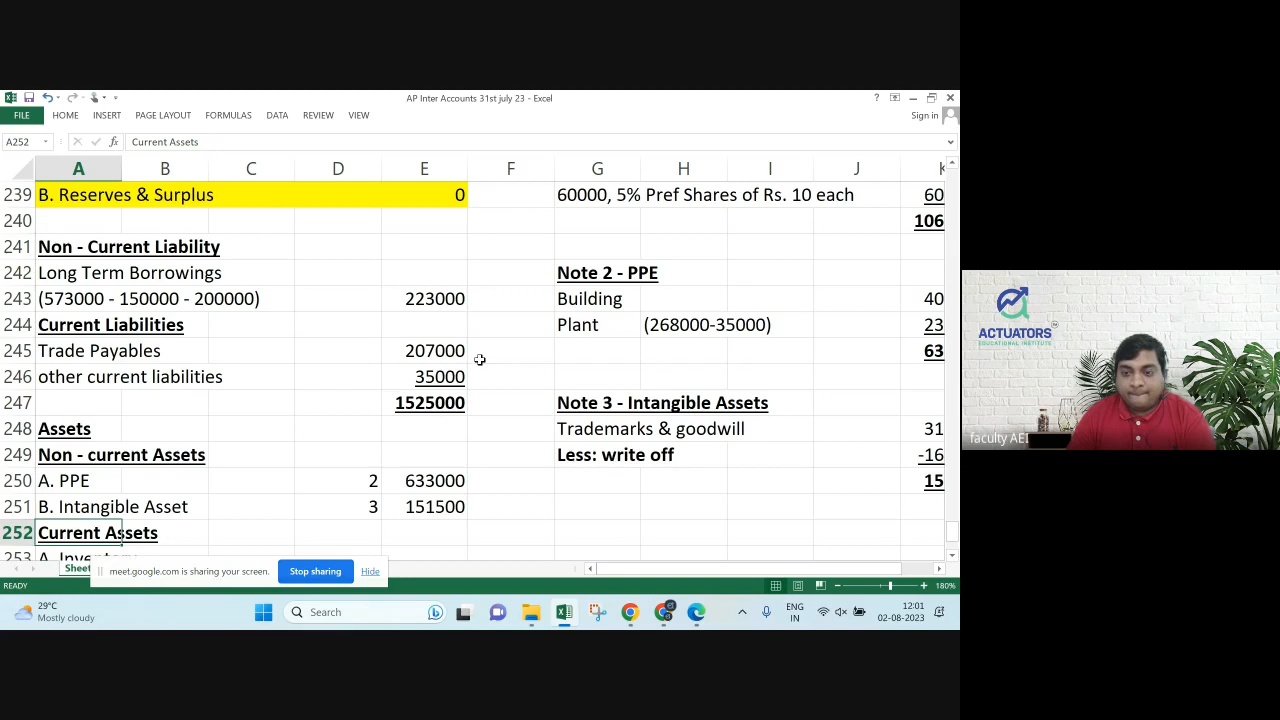 AP Inter Accounts 31st july 23 - Excel
FILE HOME INSERT PAGE LAYOUT FORMULAS DATA REVIEW VIEW Sign in
A252 fx Current Assets
A B C D E F G H I J K
239 B. Reserves & Surplus 0 60000, 5% Pref Shares of Rs. 10 each 60
240 106
241 Non - Current Liability
242 Long Term Borrowings Note 2 - PPE
243 (573000 - 150000 - 200000) 223000 Building 40
244 Current Liabilities Plant (268000-35000) 23
245 Trade Payables 207000 63
246 other current liabilities 35000
247 1525000 Note 3 - Intangible Assets
248 Assets Trademarks & goodwill 31
249 Non - current Assets Less: write off -16
250 A. PPE 2 633000 15
251 B. Intangible Asset 3 151500
252 Current Assets
253 A. Inventory
Sheet
meet.google.com is sharing your screen. Stop sharing Hide
READY 180%
29°C
Mostly cloudy
Search
ENG
IN
12:01
02-08-2023
ACTUATORS
EDUCATIONAL INSTITUTE
faculty AEI